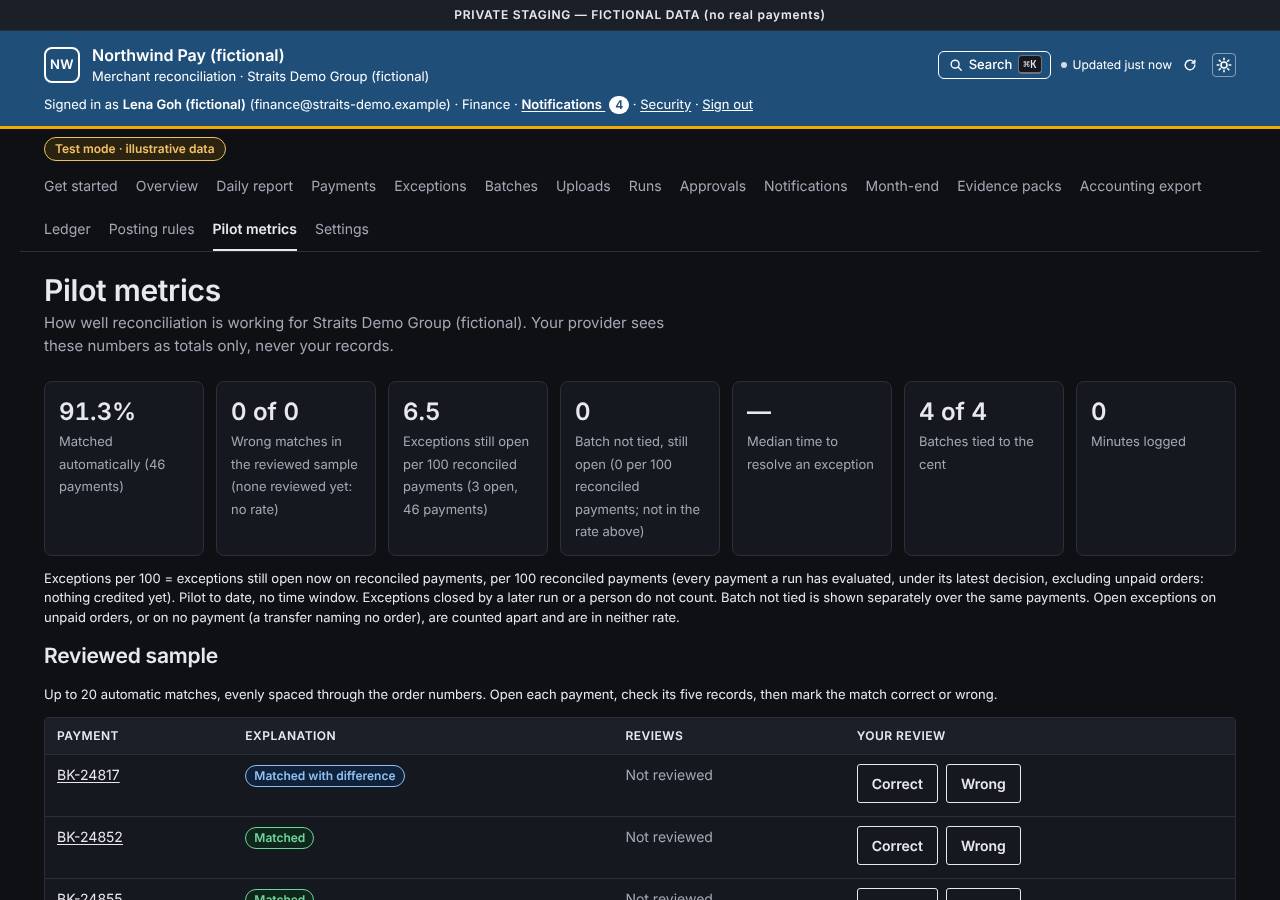 PRIVATE STAGING — FICTIONAL DATA (no real payments)
NW
Northwind Pay (fictional)
Merchant reconciliation · Straits Demo Group (fictional)
Search ⌘K
Updated just now
Signed in as Lena Goh (fictional) (finance@straits-demo.example) · Finance · Notifications 4 · Security · Sign out
Test mode · illustrative data
Get started Overview Daily report Payments Exceptions Batches Uploads Runs Approvals Notifications Month-end Evidence packs Accounting export
Ledger Posting rules Pilot metrics Settings
Pilot metrics
How well reconciliation is working for Straits Demo Group (fictional). Your provider sees
these numbers as totals only, never your records.
91.3%
Matched
automatically (46
payments)
0 of 0
Wrong matches in
the reviewed sample
(none reviewed yet:
no rate)
6.5
Exceptions still open
per 100 reconciled
payments (3 open,
46 payments)
0
Batch not tied, still
open (0 per 100
reconciled
payments; not in the
rate above)
—
Median time to
resolve an exception
4 of 4
Batches tied to the
cent
0
Minutes logged
Exceptions per 100 = exceptions still open now on reconciled payments, per 100 reconciled payments (every payment a run has evaluated, under its latest decision, excluding unpaid orders:
nothing credited yet). Pilot to date, no time window. Exceptions closed by a later run or a person do not count. Batch not tied is shown separately over the same payments. Open exceptions on
unpaid orders, or on no payment (a transfer naming no order), are counted apart and are in neither rate.
Reviewed sample
Up to 20 automatic matches, evenly spaced through the order numbers. Open each payment, check its five records, then mark the match correct or wrong.
PAYMENT EXPLANATION REVIEWS YOUR REVIEW
BK-24817 Matched with difference Not reviewed Correct Wrong
BK-24852 Matched Not reviewed Correct Wrong
BK-24855 Matched Not reviewed